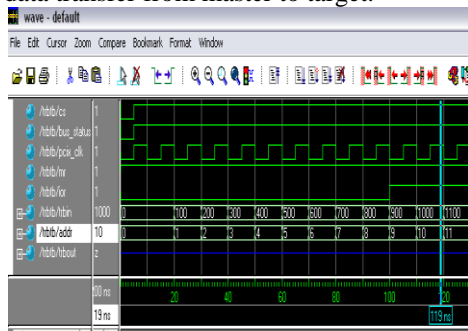 data transfer from master to target.
wave - default
File Edit Cursor Zoom Compare Bookmark Format Window
/tbtb/cs 1
/tbtb/bus_status 1
/tbtb/pcix_clk 1
/tbtb/mr 1
/tbtb/ior 1
/tbtb/tbin 1000 0 100 200 300 400 500 600 700 800 900 1000 1100
/tbtb/addr 10 0 1 2 3 4 5 6 7 8 9 10 11
/tbtb/tbout z
00 ns 20 40 60 80 100 20
19 ns 119 ns